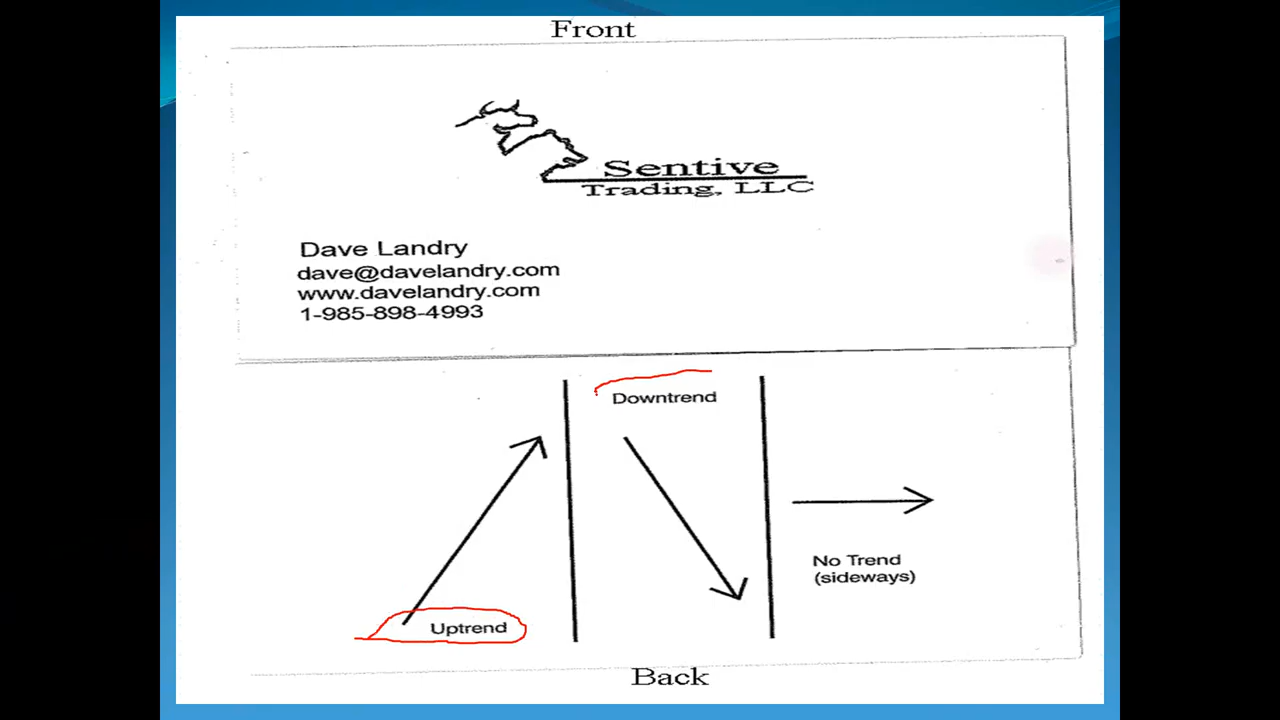 Front
Sentive
Trading, LLC
Dave Landry
dave@davelandry.com
www.davelandry.com
1-985-898-4993
Downtrend
No Trend
(sideways)
Uptrend
Back